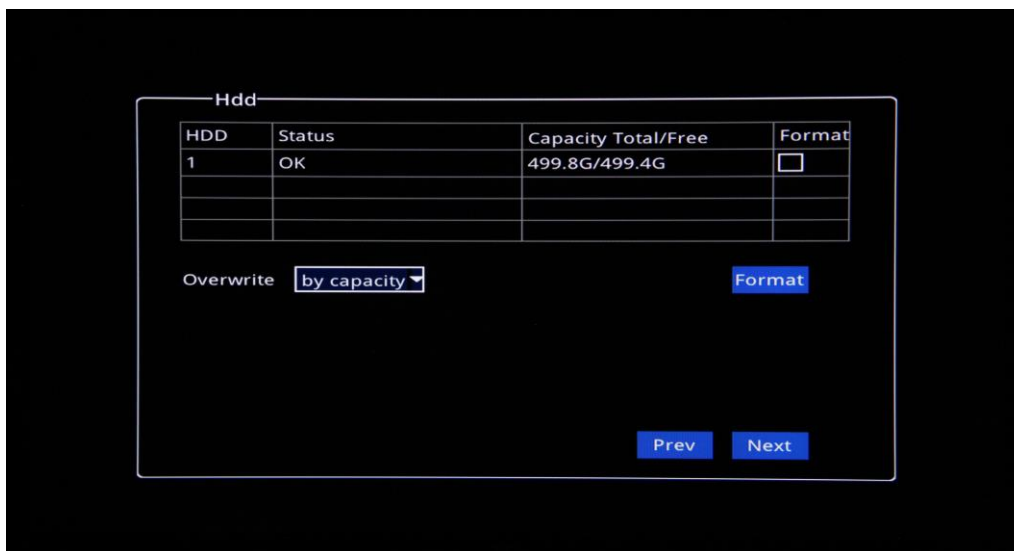 Hdd
HDD Status Capacity Total/Free Format
1 OK 499.8G/499.4G
Overwrite by capacity Format
Prev Next